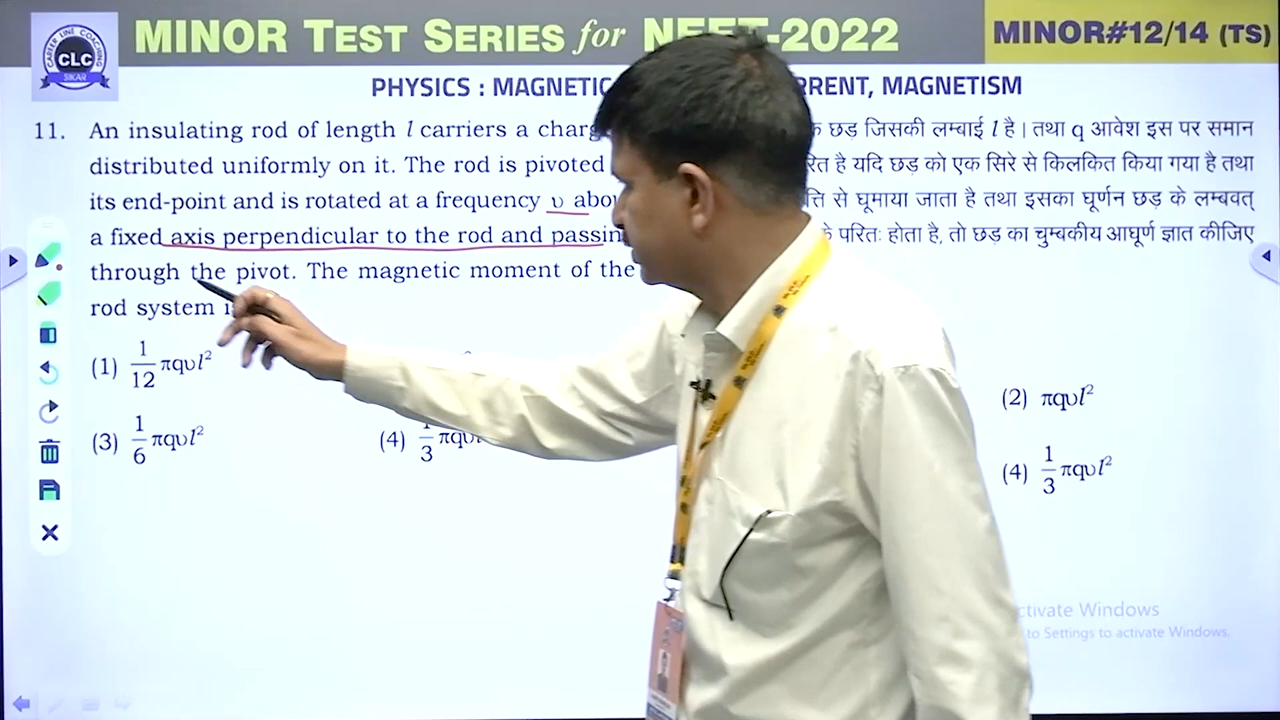 CAREER LINE COACHING
CLC
SIKAR
MINOR TEST SERIES for NEET-2022
MINOR#12/14 (TS)
PHYSICS : MAGNETIC RRENT, MAGNETISM
11. An insulating rod of length l carriers a charg
distributed uniformly on it. The rod is pivoted
its end-point and is rotated at a frequency υ abou
a fixed axis perpendicular to the rod and passin
through the pivot. The magnetic moment of the
rod system i
(1) 1/12 πqυl²
(3) 1/6 πqυl²
(4) 1/3 πqυ
छड़ जिसकी लम्बाई l है। तथा q आवेश इस पर समान
रित है यदि छड़ को एक सिरे से किलकित किया गया है तथा
त्ति से घूमाया जाता है तथा इसका घूर्णन छड़ के लम्बवत्
के परितः होता है, तो छड़ का चुम्बकीय आघूर्ण ज्ञात कीजिए
(2) πqυl²
(4) 1/3 πqυl²
ctivate Windows
to Settings to activate Windows.